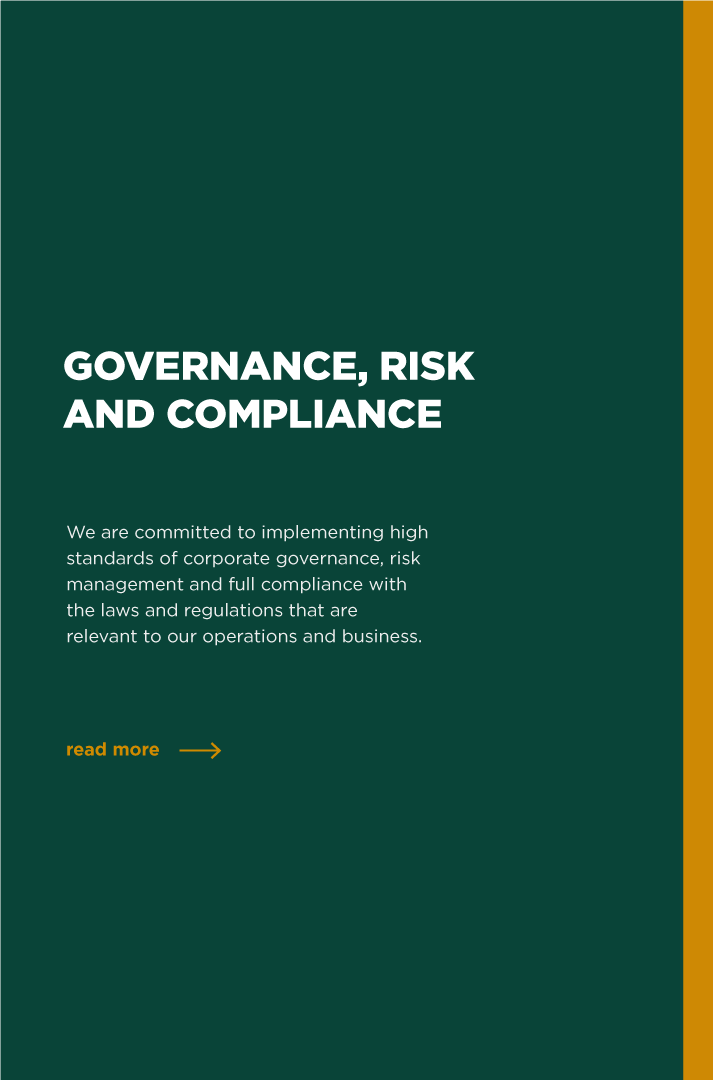 GOVERNANCE, RISK
AND COMPLIANCE
We are committed to implementing high
standards of corporate governance, risk
management and full compliance with
the laws and regulations that are
relevant to our operations and business.
read more